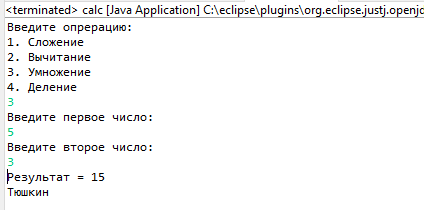 <terminated> calc [Java Application] C:\eclipse\plugins\org.eclipse.justj.openjd
Введите опрерацию:
1. Сложение
2. Вычитание
3. Умножение
4. Деление
3
Введите первое число:
5
Введите второе число:
3
Результат = 15
Тюшкин